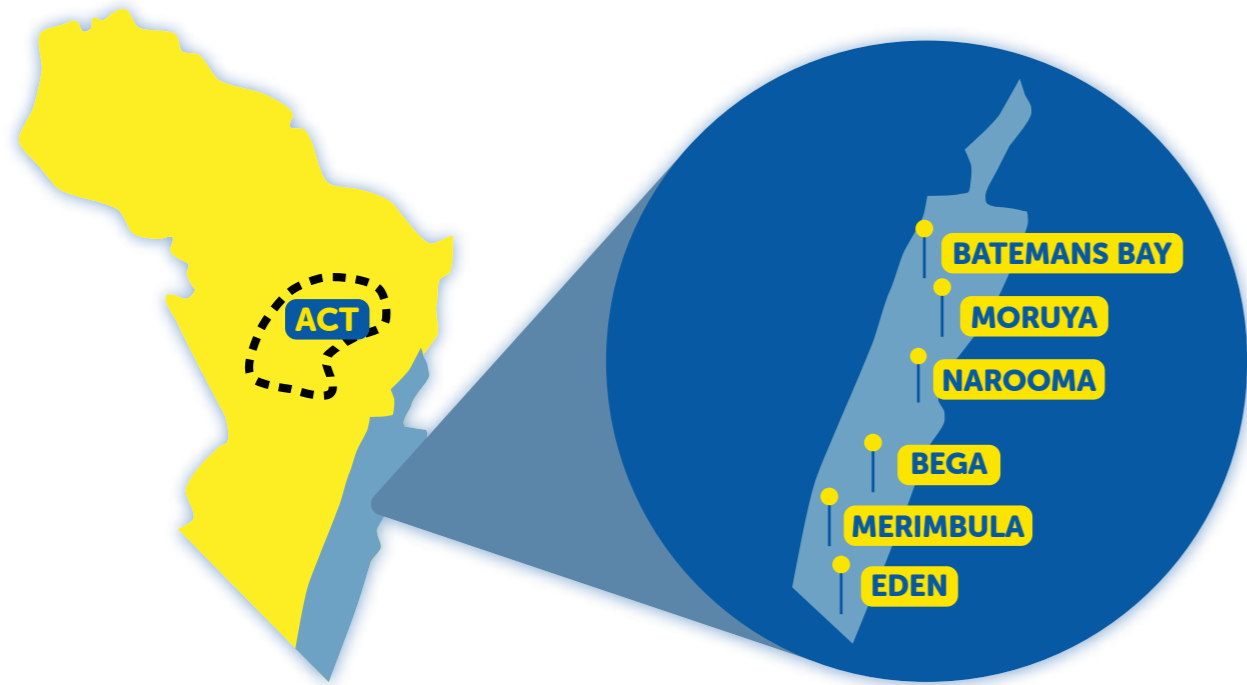 ACT
BATEMANS BAY
MORUYA
NAROOMA
BEGA
MERIMBULA
EDEN